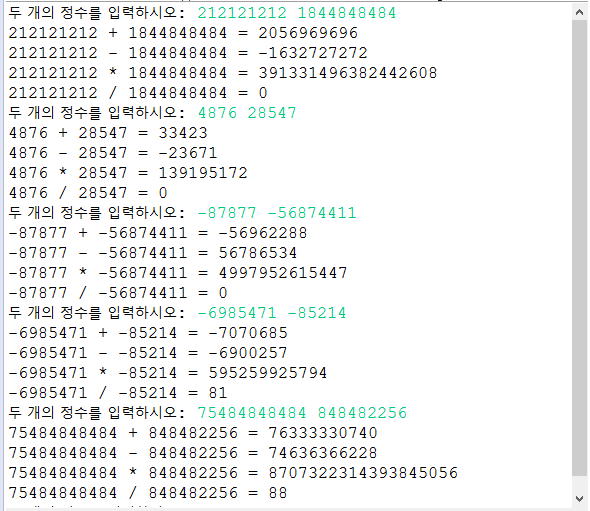 두 개의 정수를 입력하시오: 212121212 1844848484
212121212 + 1844848484 = 2056969696
212121212 - 1844848484 = -1632727272
212121212 * 1844848484 = 391331496382442608
212121212 / 1844848484 = 0
두 개의 정수를 입력하시오: 4876 28547
4876 + 28547 = 33423
4876 - 28547 = -23671
4876 * 28547 = 139195172
4876 / 28547 = 0
두 개의 정수를 입력하시오: -87877 -56874411
-87877 + -56874411 = -56962288
-87877 - -56874411 = 56786534
-87877 * -56874411 = 4997952615447
-87877 / -56874411 = 0
두 개의 정수를 입력하시오: -6985471 -85214
-6985471 + -85214 = -7070685
-6985471 - -85214 = -6900257
-6985471 * -85214 = 595259925794
-6985471 / -85214 = 81
두 개의 정수를 입력하시오: 75484848484 848482256
75484848484 + 848482256 = 76333330740
75484848484 - 848482256 = 74636366228
75484848484 * 848482256 = 8707322314393845056
75484848484 / 848482256 = 88